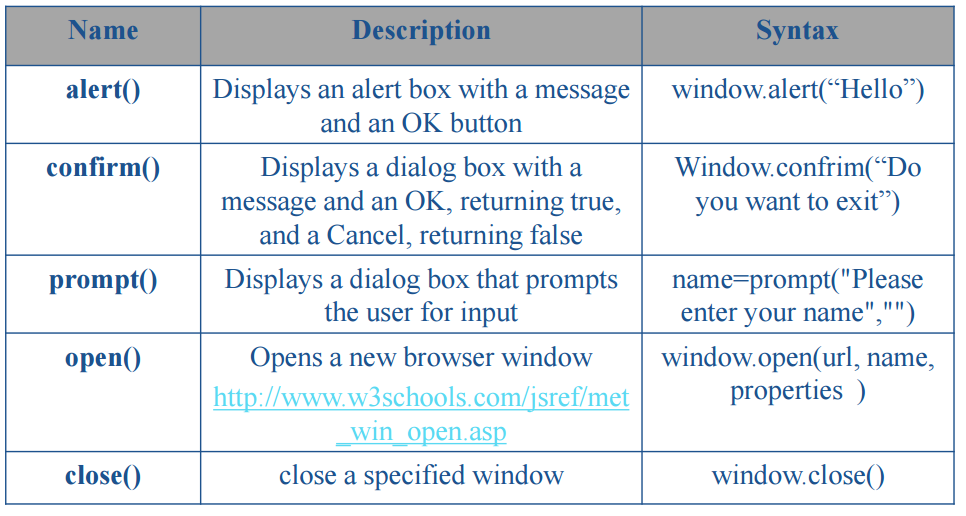 Name Description Syntax
alert() Displays an alert box with a message window.alert(“Hello”)
and an OK button
confirm() Displays a dialog box with a Window.confrim(“Do
message and an OK, returning true, you want to exit”)
and a Cancel, returning false
prompt() Displays a dialog box that prompts name=prompt("Please
the user for input enter your name","")
open() Opens a new browser window window.open(url, name,
http://www.w3schools.com/jsref/met properties )
_win_open.asp
close() close a specified window window.close()